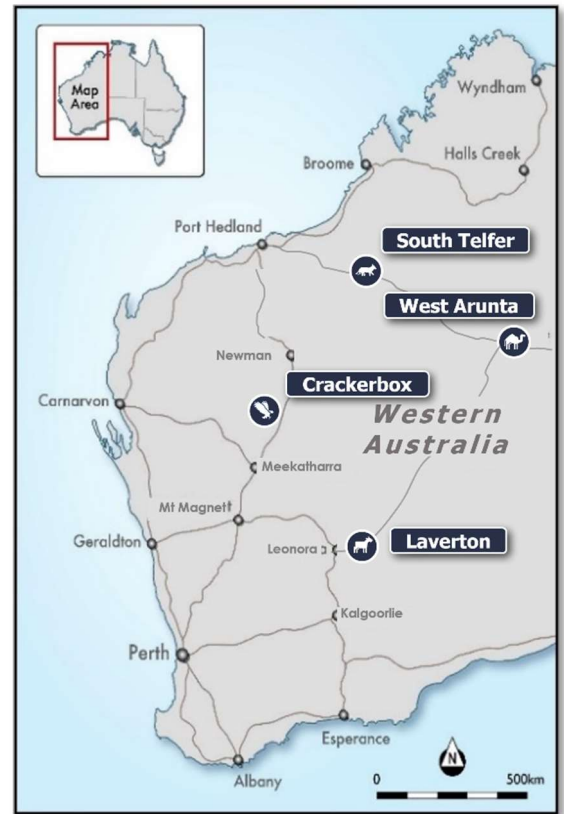 Map
Area
Wyndham
Broome
Halls Creek
Port Hedland
South Telfer
West Arunta
Newman
Crackerbox
Carnarvon
Western
Australia
Meekatharra
Mt Magnett
Geraldton
Leonora
Laverton
Kalgoorlie
Perth
Esperance
Albany
N
0 500km